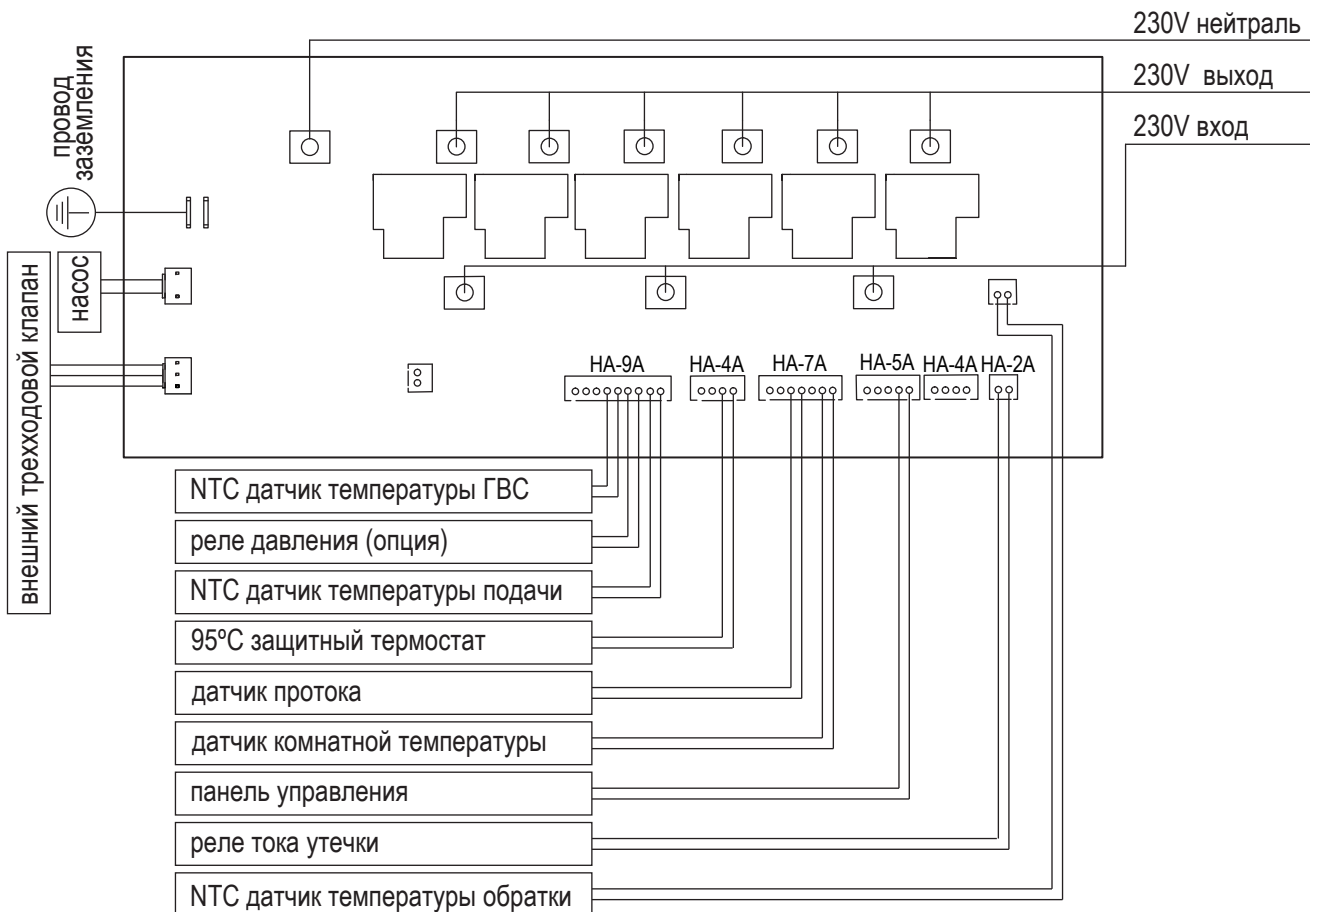 230V нейтраль
230V выход
230V вход
провод
заземления
насос
внешний трехходовой клапан
HA-9A
HA-4A
HA-7A
HA-5A
HA-4A
HA-2A
NTC датчик температуры ГВС
реле давления (опция)
NTC датчик температуры подачи
95ºC защитный термостат
датчик протока
датчик комнатной температуры
панель управления
реле тока утечки
NTC датчик температуры обратки